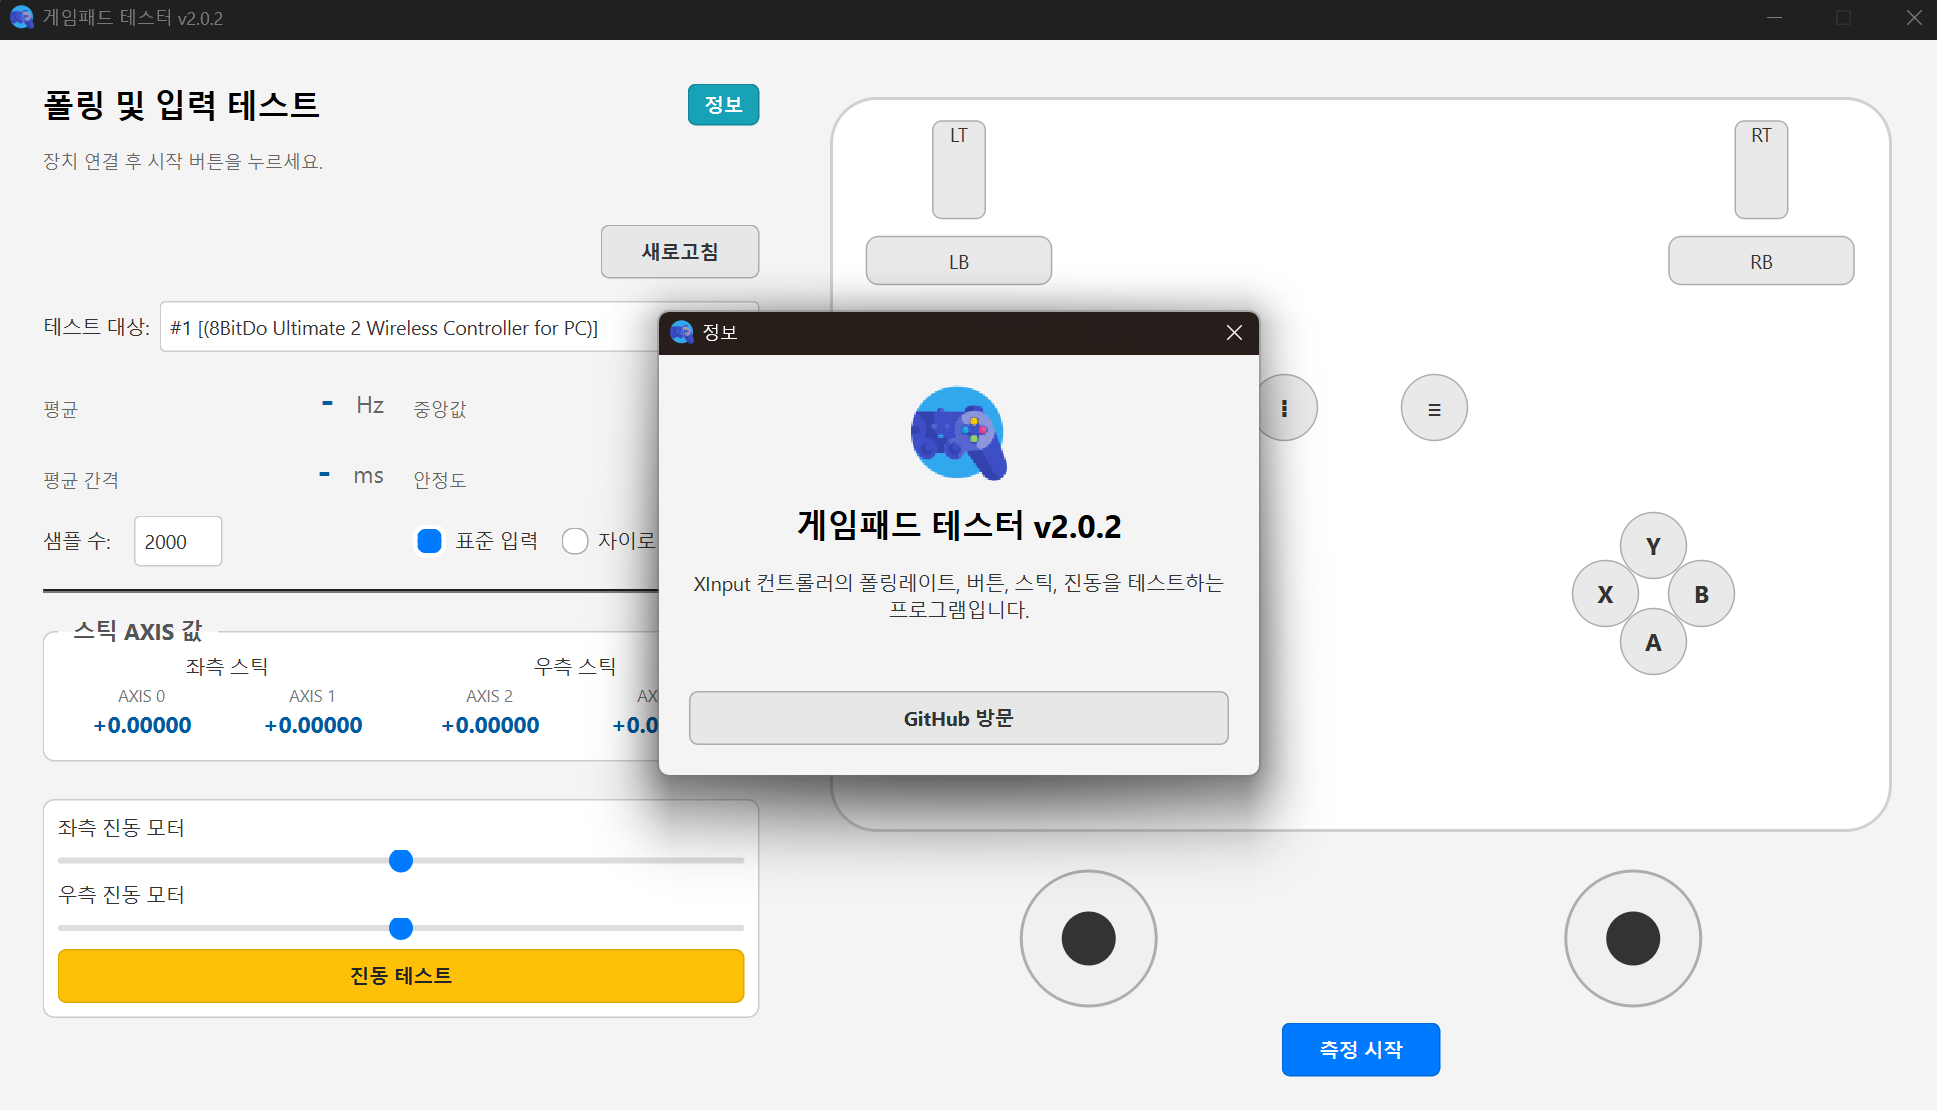 게임패드 테스터 v2.0.2
폴링 및 입력 테스트
정보
장치 연결 후 시작 버튼을 누르세요.
새로고침
테스트 대상:
#1 [(8BitDo Ultimate 2 Wireless Controller for PC)]
평균
- Hz
중앙값
평균 간격
- ms
안정도
샘플 수:
2000
표준 입력
자이로
스틱 AXIS 값
좌측 스틱
우측 스틱
AXIS 0
AXIS 1
AXIS 2
+0.00000
+0.00000
+0.00000
+0.0
좌측 진동 모터
우측 진동 모터
진동 테스트
정보
게임패드 테스터 v2.0.2
XInput 컨트롤러의 폴링레이트, 버튼, 스틱, 진동을 테스트하는
프로그램입니다.
GitHub 방문
LT
RT
LB
RB
Y
X
B
A
측정 시작